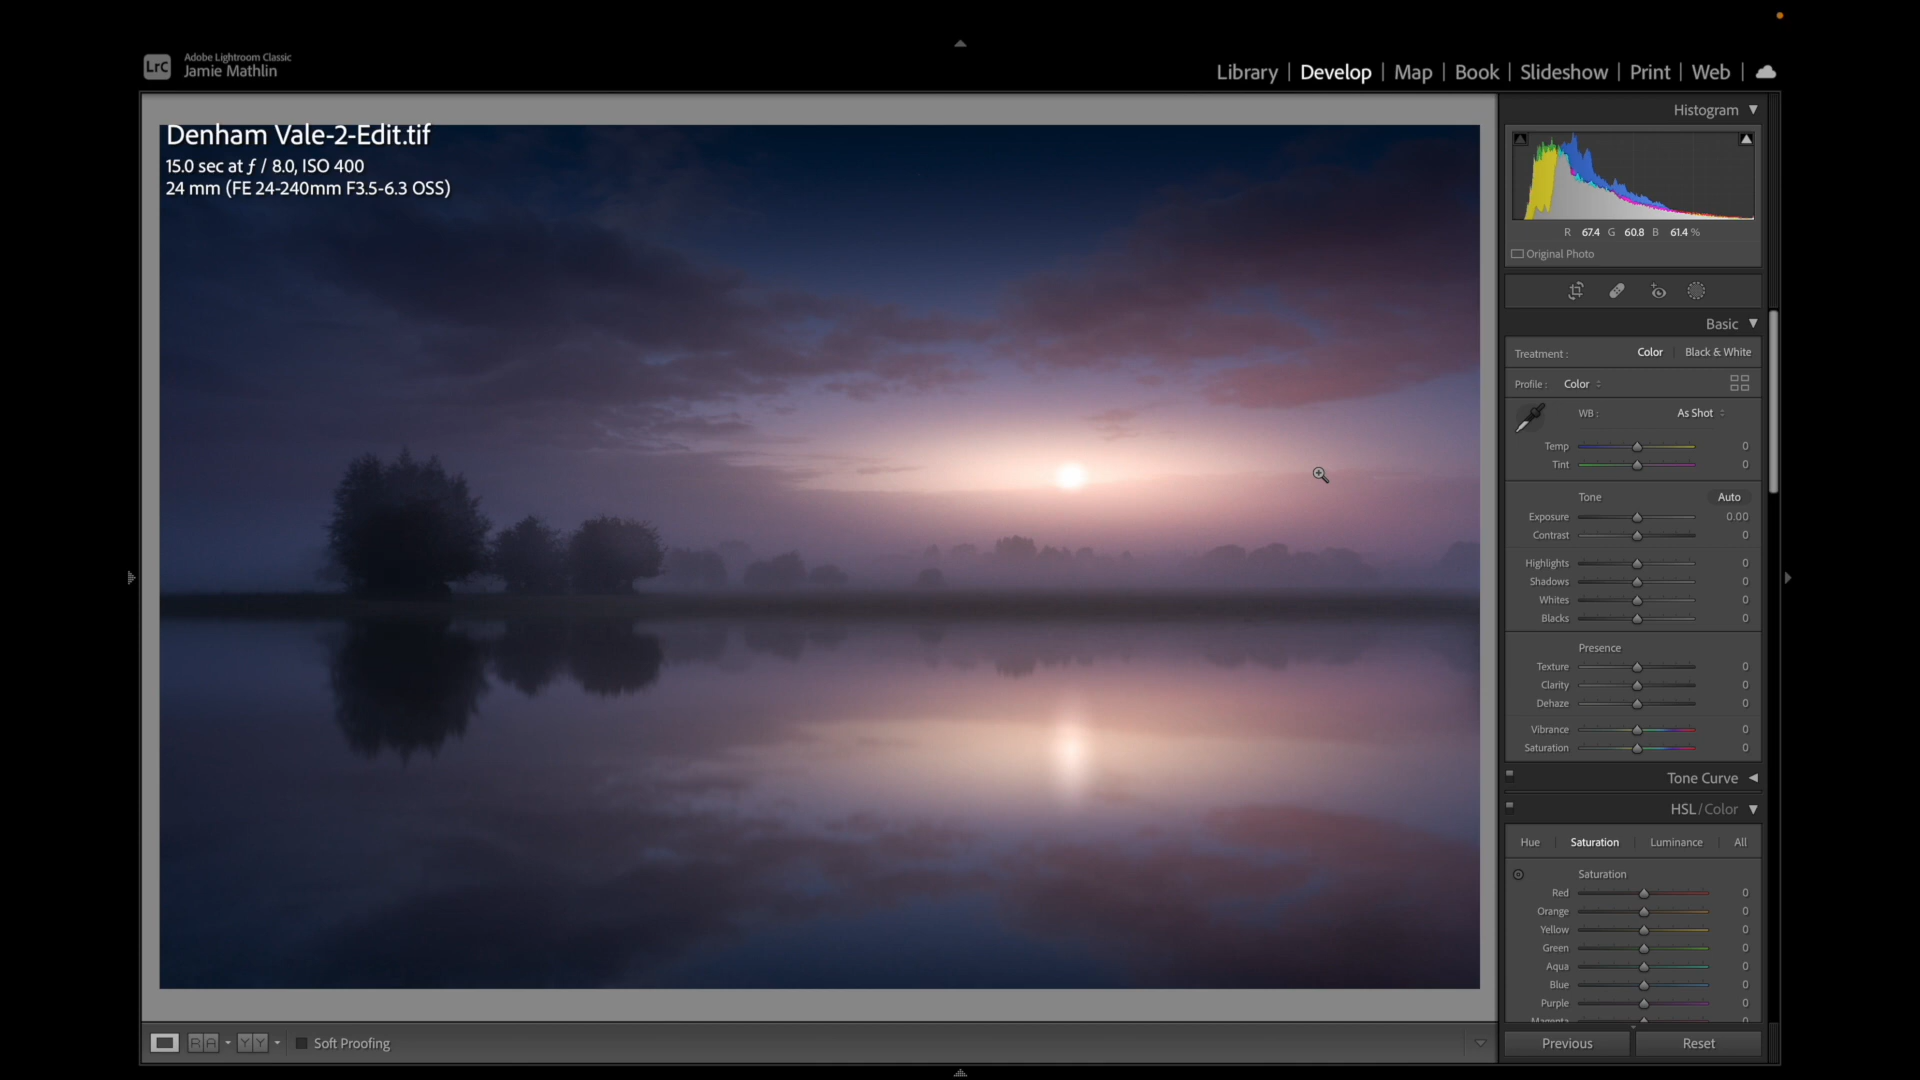 LrC
Adobe Lightroom Classic
Jamie Mathlin
Library | Develop | Map | Book | Slideshow | Print | Web |
Denham Vale-2-Edit.tif
15.0 sec at ƒ / 8.0, ISO 400
24 mm (FE 24-240mm F3.5-6.3 OSS)
Histogram
R 67.4 G 60.8 B 61.4 %
Original Photo
Basic
Treatment : Color Black & White
Profile : Color
WB : As Shot
Temp 0
Tint 0
Tone Auto
Exposure 0.00
Contrast 0
Highlights 0
Shadows 0
Whites 0
Blacks 0
Presence
Texture 0
Clarity 0
Dehaze 0
Vibrance 0
Saturation 0
Tone Curve
HSL / Color
Hue Saturation Luminance All
Saturation
Red 0
Orange 0
Yellow 0
Green 0
Aqua 0
Blue 0
Purple 0
Magenta 0
R A Y Y Soft Proofing
Previous Reset